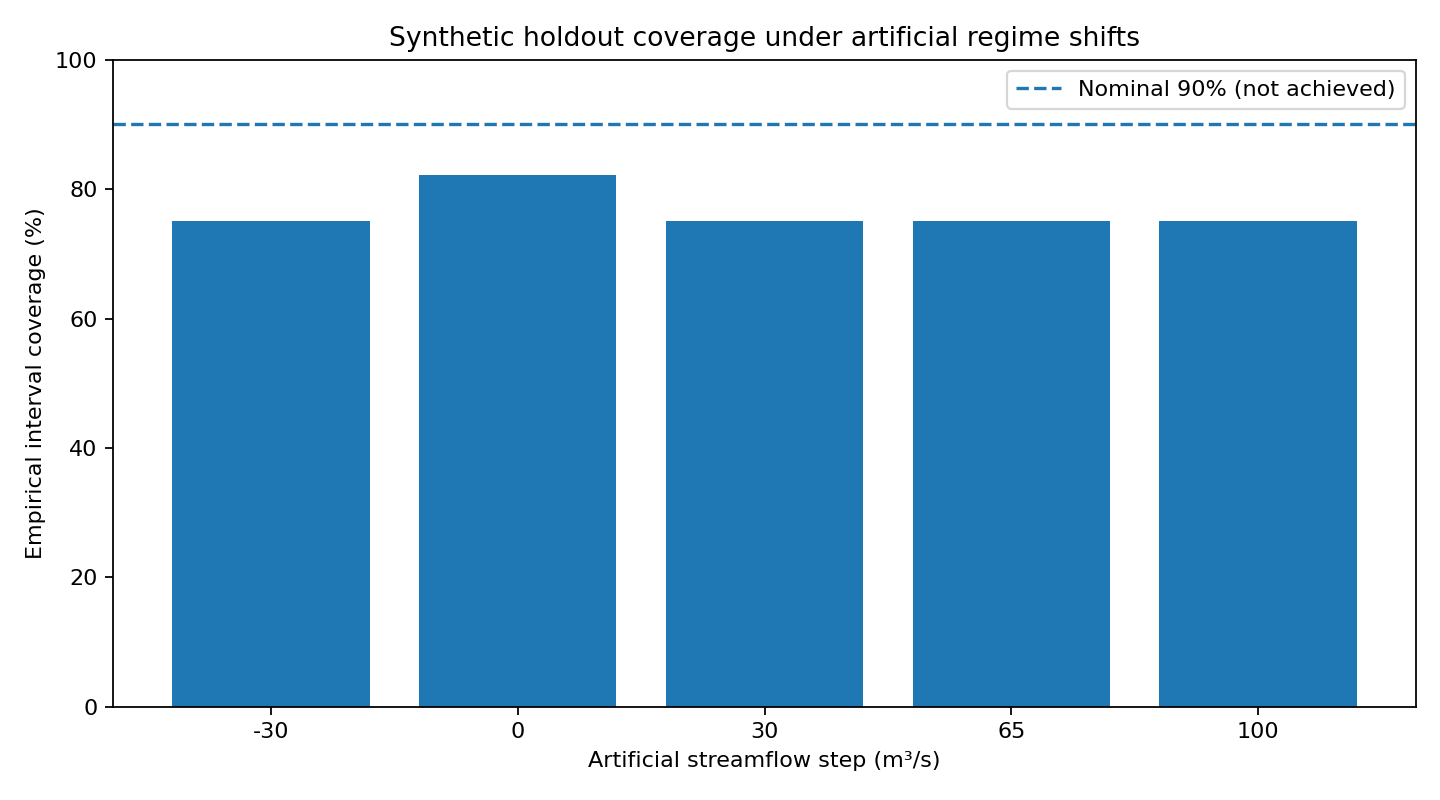 Synthetic holdout coverage under artificial regime shifts
Nominal 90% (not achieved)
Empirical interval coverage (%)
100
80
60
40
20
0
-30 0 30 65 100
Artificial streamflow step (m³/s)